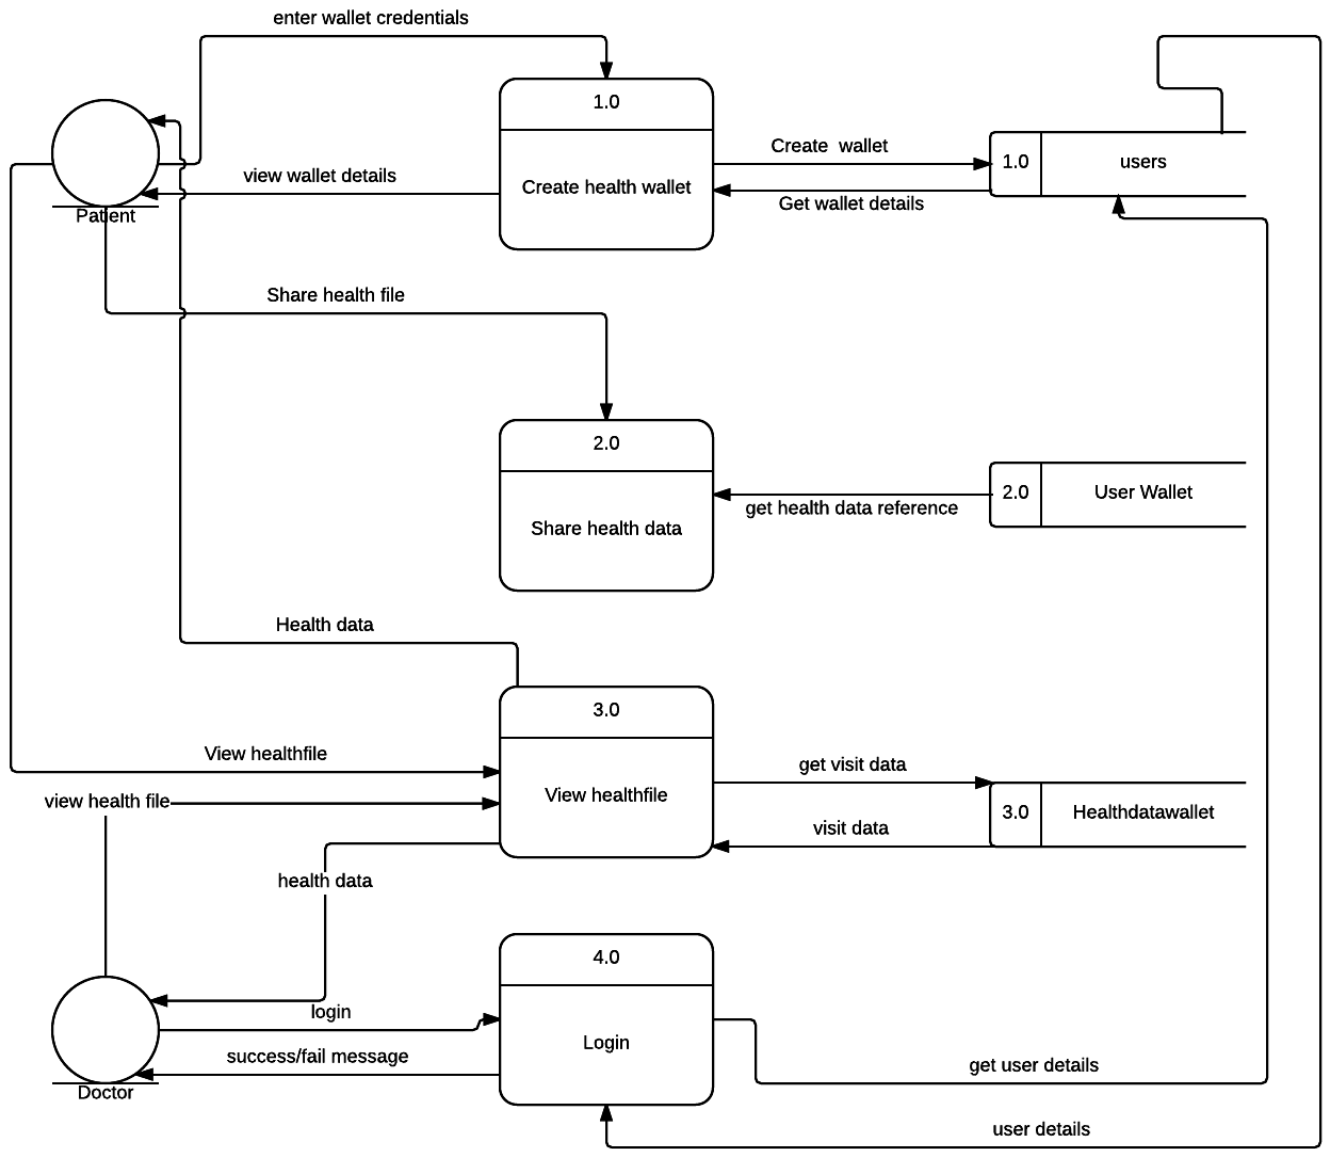 enter wallet credentials
1.0
Create health wallet
view wallet details
Patient
Create  wallet
Get wallet details
1.0
users
Share health file
2.0
Share health data
get health data reference
2.0
User Wallet
Health data
3.0
View healthfile
View healthfile
view health file
get visit data
visit data
3.0
Healthdatawallet
health data
4.0
Login
login
success/fail message
Doctor
get user details
user details